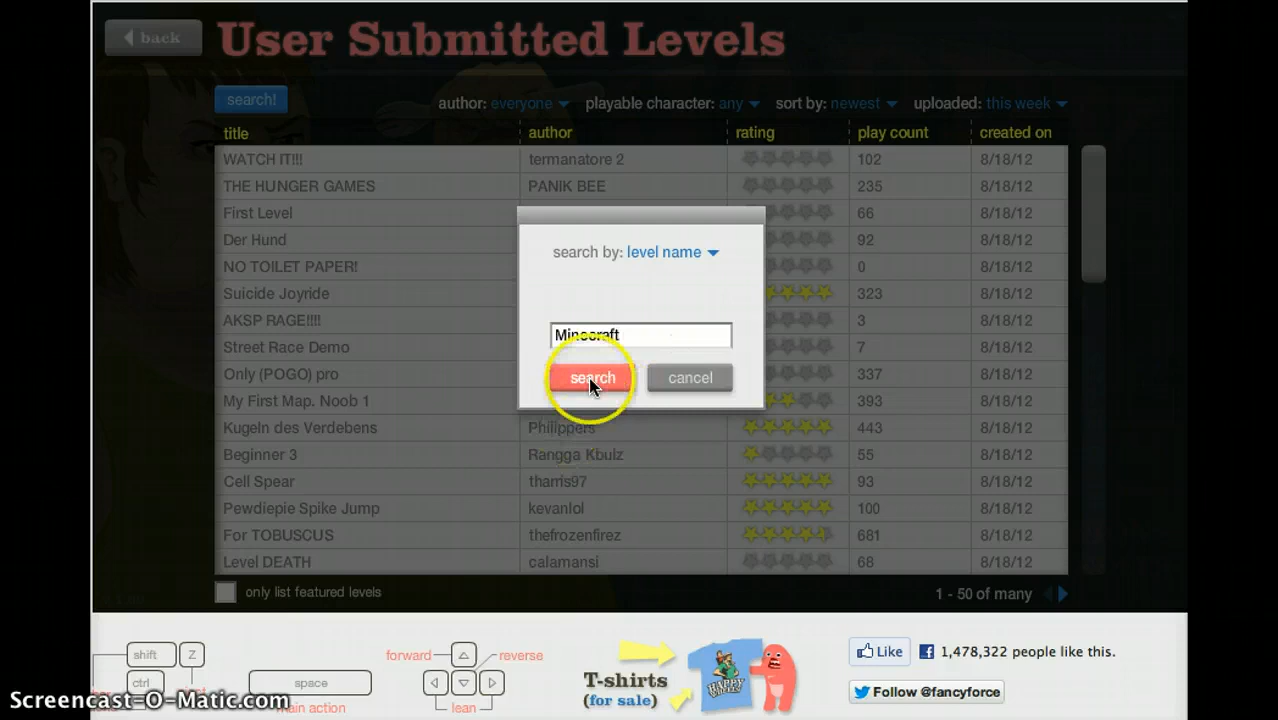 back
User Submitted Levels
search!
author: everyone playable character: any sort by: newest uploaded: this week
title author rating play count created on
WATCH IT!!! termanatore 2 102 8/18/12
THE HUNGER GAMES PANIK BEE 235 8/18/12
First Level 66 8/18/12
Der Hund 92 8/18/12
NO TOILET PAPER! 0 8/18/12
Suicide Joyride 323 8/18/12
AKSP RAGE!!!! 3 8/18/12
Street Race Demo 7 8/18/12
Only (POGO) pro 337 8/18/12
My First Map. Noob 1 393 8/18/12
Kugeln des Verdebens Philippers 443 8/18/12
Beginner 3 Rangga Kbulz 55 8/18/12
Cell Spear tharris97 93 8/18/12
Pewdiepie Spike Jump kevanlol 100 8/18/12
For TOBUSCUS thefrozenfirez 681 8/18/12
Level DEATH calamansi 68 8/18/12
search by: level name
Minecraft
search cancel
only list featured levels 1 - 50 of many
shift Z
ctrl
space
main action
forward reverse
lean
T-shirts
(for sale)
HAPPY WHEELS
Like 1,478,322 people like this.
Follow @fancyforce
Screencast-O-Matic.com